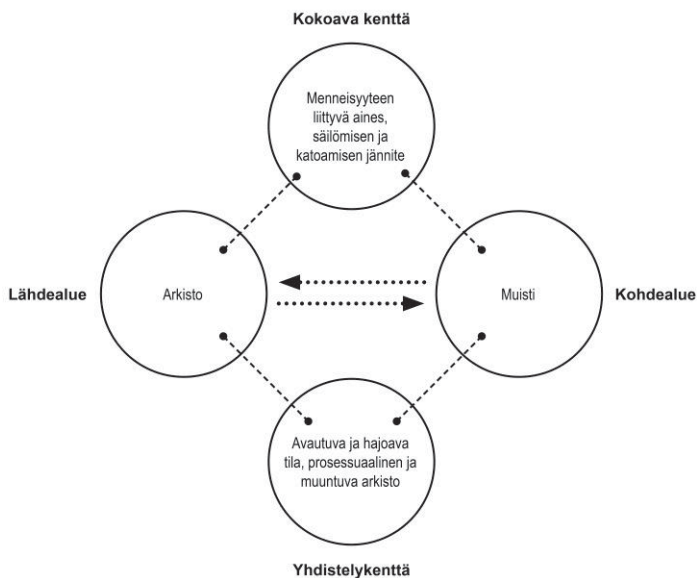 Kokoava kenttä
Menneisyyteen
liittyvä aines,
säilömisen ja
katoamisen jännite
Lähdealue
Arkisto
Muisti
Kohdealue
Avautuva ja hajoava
tila, prosessuaalinen ja
muuntuva arkisto
Yhdistelykenttä